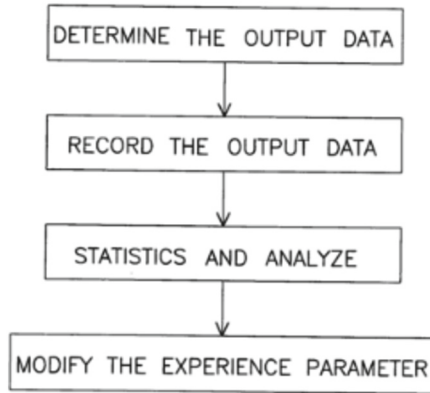 DETERMINE THE OUTPUT DATA
RECORD THE OUTPUT DATA
STATISTICS AND ANALYZE
MODIFY THE EXPERIENCE PARAMETER